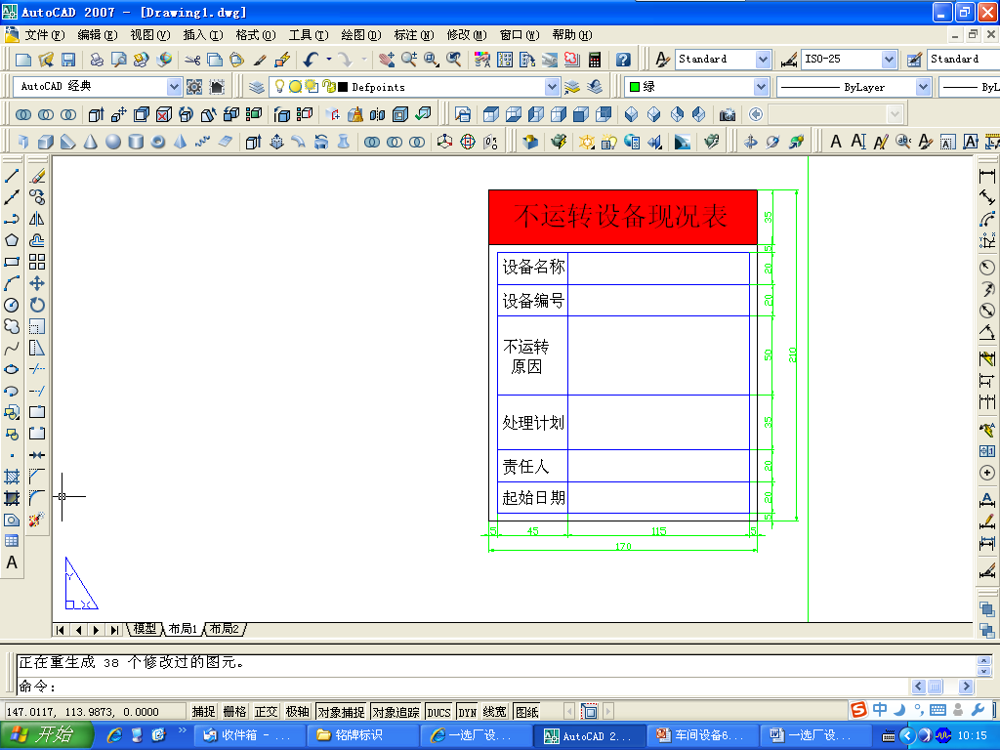 AutoCAD 2007 - [Drawing1.dwg]
文件(F) 编辑(E) 视图(V) 插入(I) 格式(O) 工具(T) 绘图(D) 标注(N) 修改(M) 窗口(W) 帮助(H)
Standard ISO-25 Standard
AutoCAD 经典 Defpoints 绿 ByLayer ByL
不运转设备现况表
35
5
设备名称
20
设备编号
20
不运转
原因
50
210
处理计划
35
责任人
20
起始日期
20
5
5 45 115 5
170
Y
X
模型 布局1 布局2
正在重生成 38 个修改过的图元。
命令:
147.0117, 113.9873, 0.0000 捕捉 栅格 正交 极轴 对象捕捉 对象追踪 DUCS DYN 线宽 图纸
中
开始 收件箱 - ... 铭牌标识 一选厂设... AutoCAD 2... 车间设备6... 一选厂设... 10:15